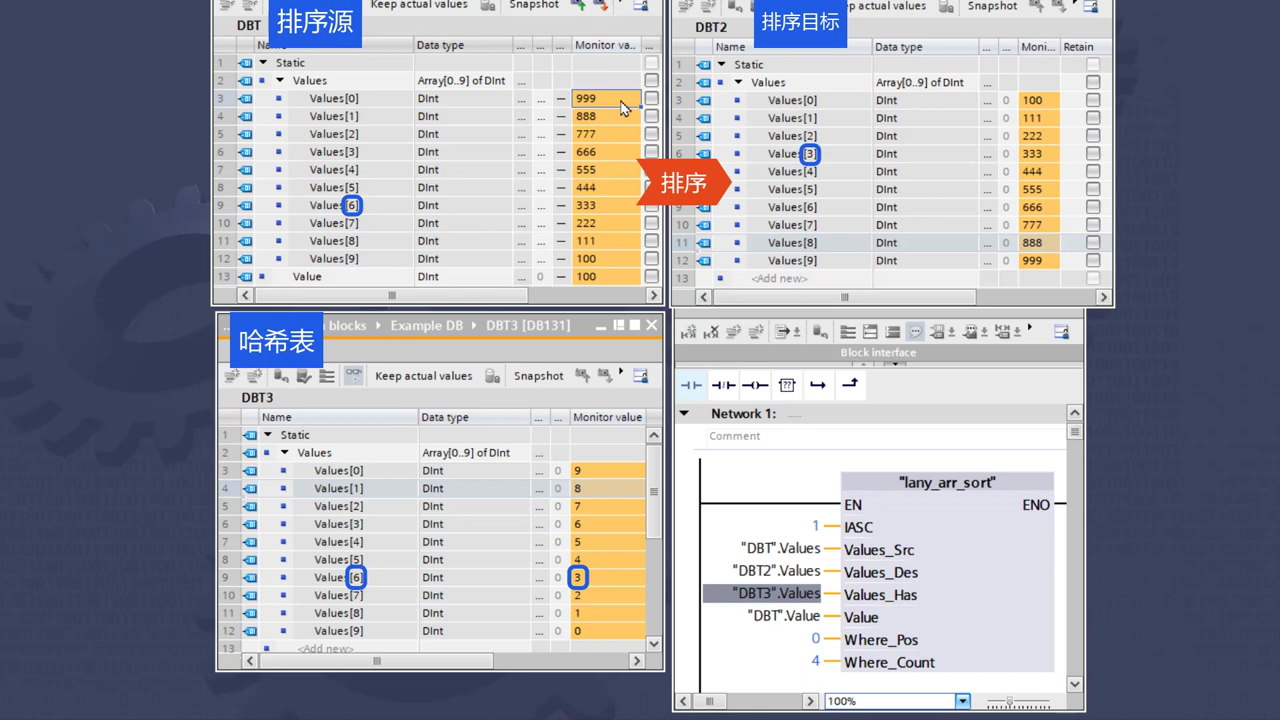 Keep actual values
Snapshot
排序源
DBT
Name
Data type
...
...
...
Monitor va..
...
1
Static
2
Values
Array[0..9] of DInt
...
3
Values[0]
DInt
...
...
999
4
Values[1]
DInt
...
...
888
5
Values[2]
DInt
...
...
777
6
Values[3]
DInt
...
...
666
7
Values[4]
DInt
...
...
555
8
Values[5]
DInt
...
...
444
9
Values[6]
DInt
...
...
333
10
Values[7]
DInt
...
...
222
11
Values[8]
DInt
...
...
111
12
Values[9]
DInt
...
...
100
13
Value
DInt
...
0
100
排序
ep actual values
Snapshot
排序目标
DBT2
Name
Data type
...
...
Moni...
Retain
1
Static
2
Values
Array[0..9] of DInt
...
3
Values[0]
DInt
...
0
100
4
Values[1]
DInt
...
0
111
5
Values[2]
DInt
...
0
222
6
Values[3]
DInt
...
0
333
Values[4]
DInt
...
0
444
Values[5]
DInt
...
0
555
9
Values[6]
DInt
...
0
666
10
Values[7]
DInt
...
0
777
11
Values[8]
DInt
...
0
888
12
Values[9]
DInt
...
0
999
13
<Add new>
哈希表
... blocks
Example DB
DBT3 [DB131]
Keep actual values
Snapshot
DBT3
Name
Data type
...
...
Monitor value
1
Static
2
Values
Array[0..9] of DInt
...
3
Values[0]
DInt
...
0
9
4
Values[1]
DInt
...
0
8
5
Values[2]
DInt
...
0
7
6
Values[3]
DInt
...
0
6
7
Values[4]
DInt
...
0
5
8
Values[5]
DInt
...
0
4
9
Values[6]
DInt
...
0
3
10
Values[7]
DInt
...
0
2
11
Values[8]
DInt
...
0
1
12
Values[9]
DInt
...
0
0
13
<Add new>
Block interface
??
Network 1:
.....
Comment
"lany_arr_sort"
EN
ENO
1
IASC
"DBT".Values
Values_Src
"DBT2".Values
Values_Des
"DBT3".Values
Values_Has
"DBT".Value
Value
0
Where_Pos
4
Where_Count
100%